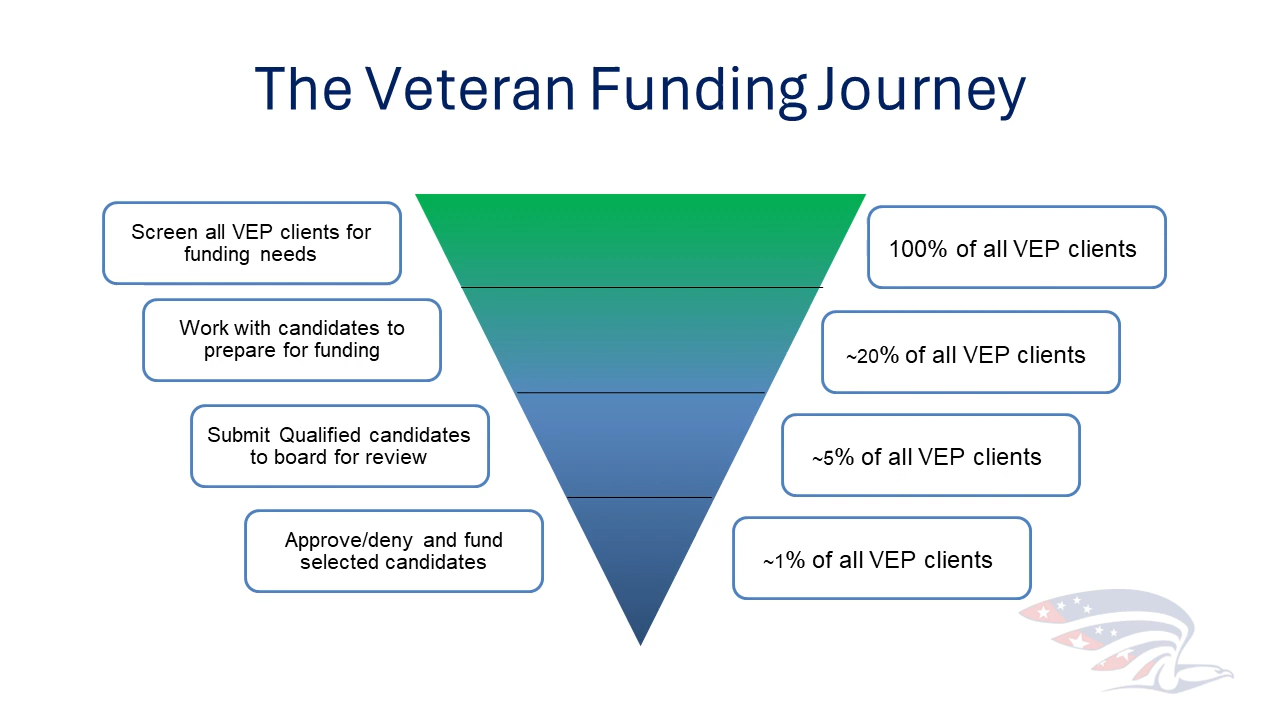 The Veteran Funding Journey
Screen all VEP clients for
funding needs
100% of all VEP clients
Work with candidates to
prepare for funding
~20% of all VEP clients
Submit Qualified candidates
to board for review
~5% of all VEP clients
Approve/deny and fund
selected candidates
~1% of all VEP clients